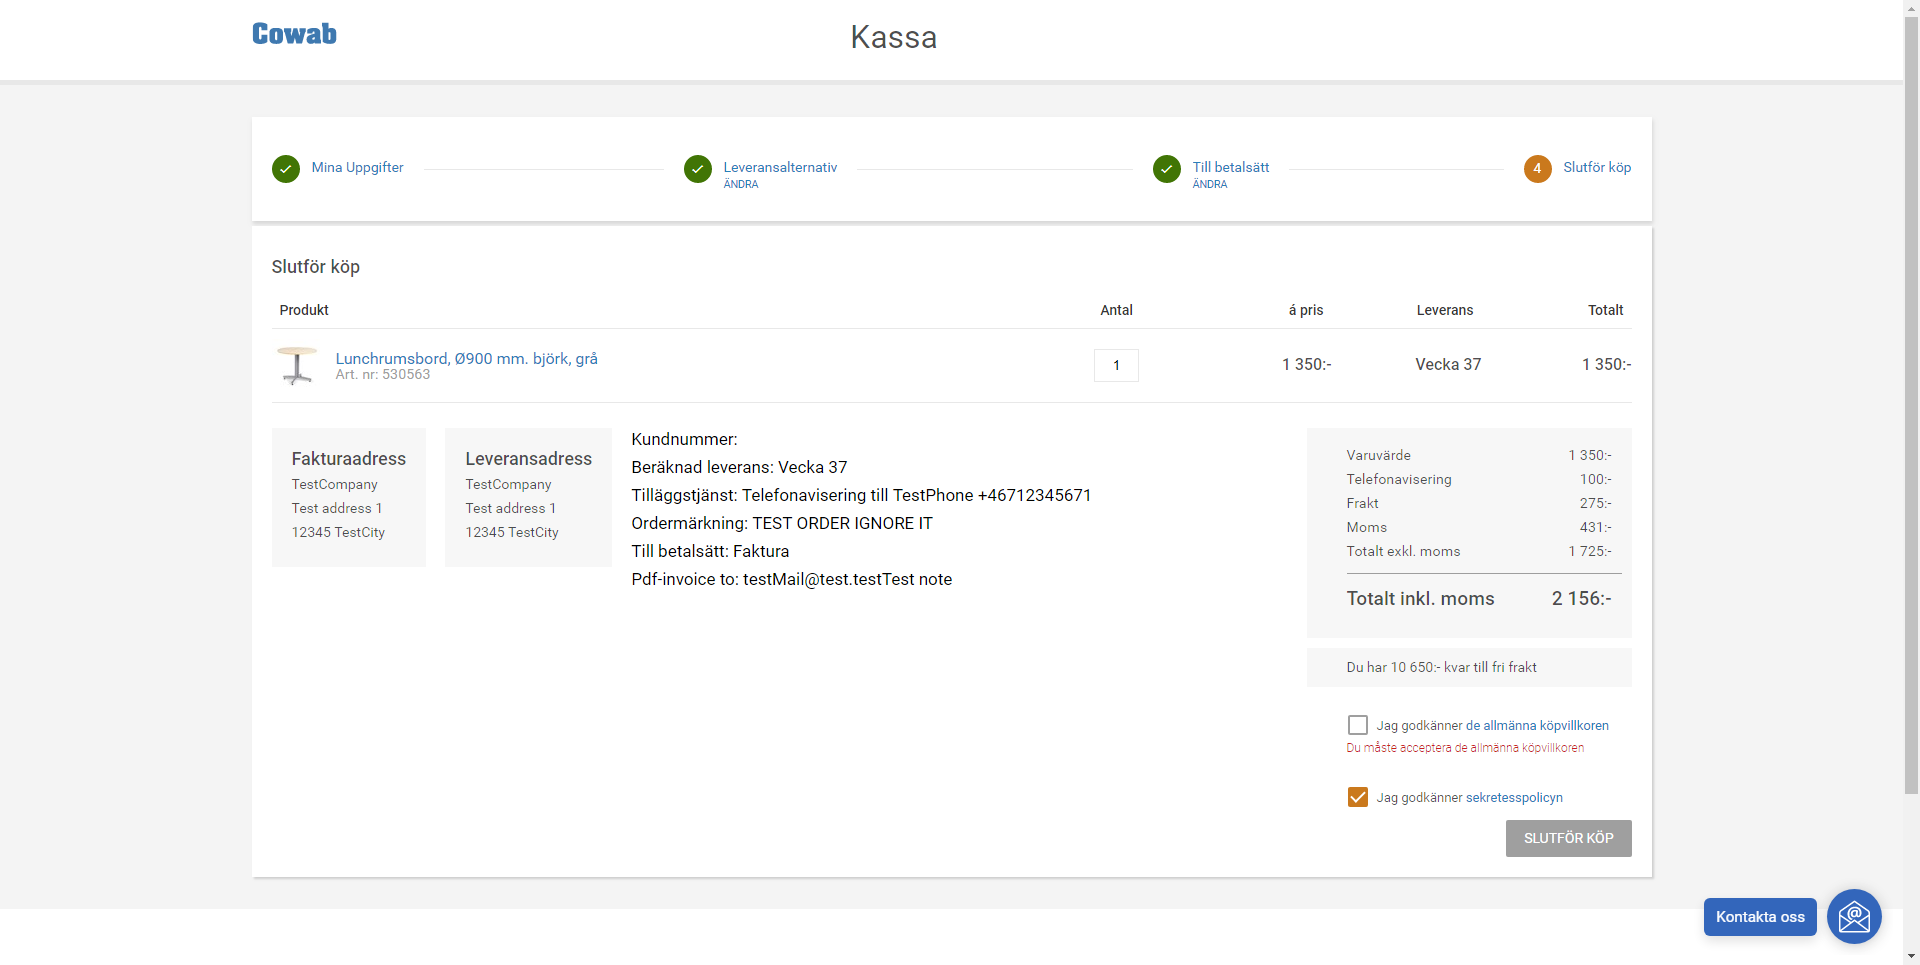 Cowab
Kassa
Mina Uppgifter
Leveransalternativ
ÄNDRA
Till betalsätt
ÄNDRA
4 Slutför köp
Slutför köp
Produkt Antal á pris Leverans Totalt
Lunchrumsbord, Ø900 mm. björk, grå
Art. nr: 530563
1 1 350:- Vecka 37 1 350:-
Fakturaadress
TestCompany
Test address 1
12345 TestCity
Leveransadress
TestCompany
Test address 1
12345 TestCity
Kundnummer:
Beräknad leverans: Vecka 37
Tilläggstjänst: Telefonavisering till TestPhone +46712345671
Ordermärkning: TEST ORDER IGNORE IT
Till betalsätt: Faktura
Pdf-invoice to: testMail@test.testTest note
Varuvärde 1 350:-
Telefonavisering 100:-
Frakt 275:-
Moms 431:-
Totalt exkl. moms 1 725:-
Totalt inkl. moms 2 156:-
Du har 10 650:- kvar till fri frakt
Jag godkänner de allmänna köpvillkoren
Du måste acceptera de allmänna köpvillkoren
Jag godkänner sekretesspolicyn
SLUTFÖR KÖP
Kontakta oss